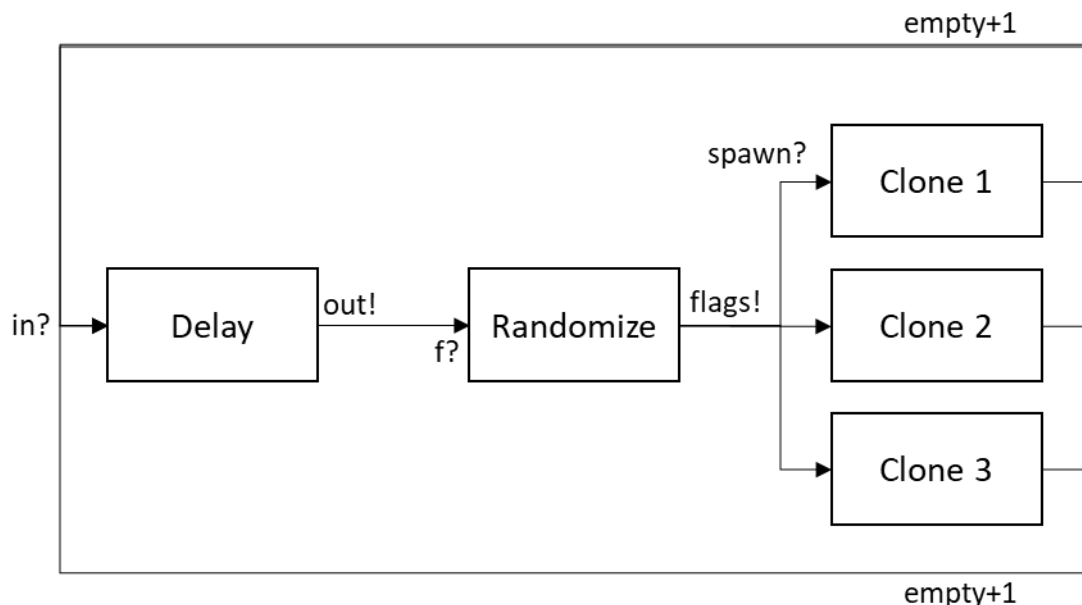 empty+1
spawn?
Clone 1
in?
Delay
out!
f?
Randomize
flags!
Clone 2
Clone 3
empty+1